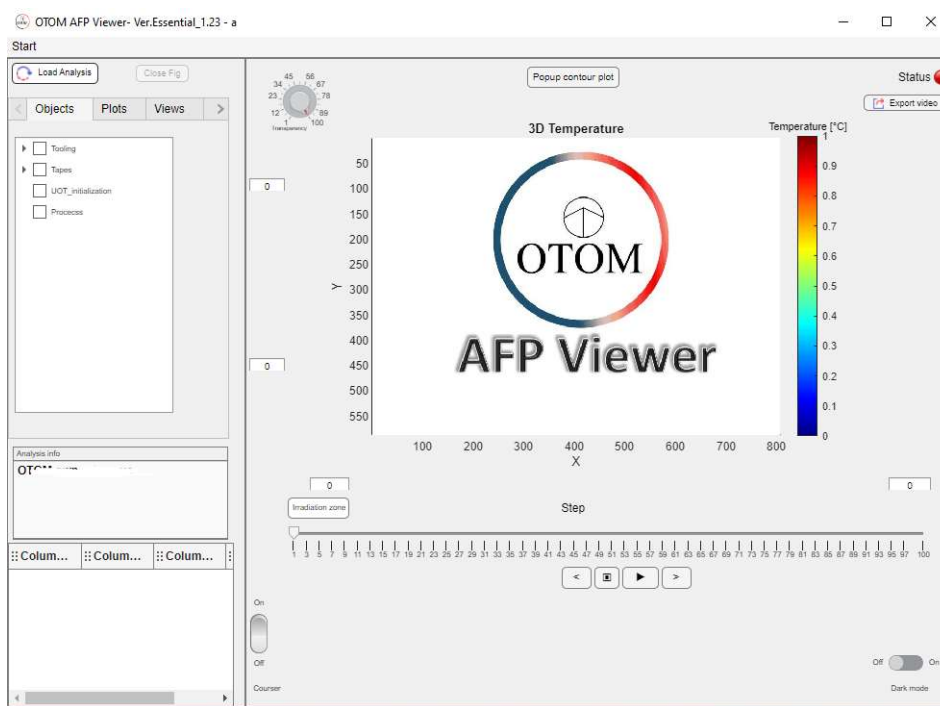 OTOM AFP Viewer- Ver.Essential_1.23 - a
Start
Load Analysis
Close Fig
Objects Plots Views
Tooling
Tapes
UOT_initialization
Procecss
Analysis info
OTOM
Colum... Colum... Colum...
1 12 23 34 45 56 67 78 89 100
Transparency
Popup contour plot
Status
Export video
3D Temperature
Temperature [°C]
0
0
Y
50
100
150
200
250
300
350
400
450
500
550
OTOM
AFP Viewer
100 200 300 400 500 600 700 800
X
1
0.9
0.8
0.7
0.6
0.5
0.4
0.3
0.2
0.1
0
0
0
Irradiation zone
Step
1 3 5 7 9 11 13 15 17 19 21 23 25 27 29 31 33 35 37 39 41 43 45 47 49 51 53 55 57 59 61 63 65 67 69 71 73 75 77 79 81 83 85 87 89 91 93 95 97 100
< >
On
Off
Courser
Off On
Dark mode